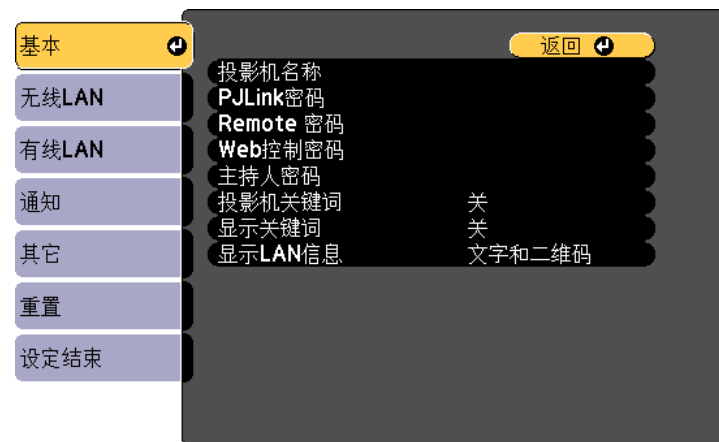 基本
无线LAN
有线LAN
通知
其它
重置
设定结束
返回
投影机名称
PJLink密码
Remote 密码
Web控制密码
主持人密码
投影机关键词 关
显示关键词 关
显示LAN信息 文字和二维码